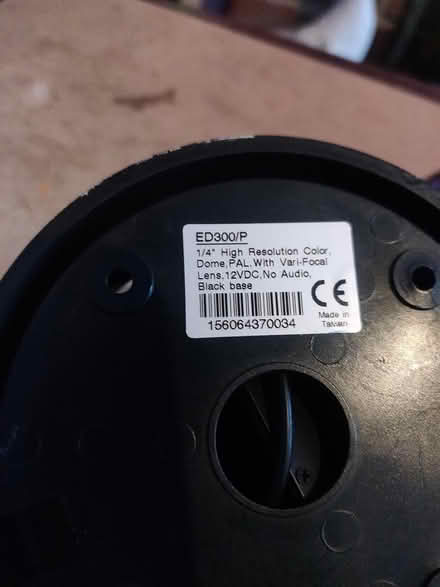 ED300/P
1/4" High Resolution Color,
Dome,PAL.With Vari-Focal
Lens,12VDC,No Audio,
Black base
CE
156064370034
Made in
Taiwan